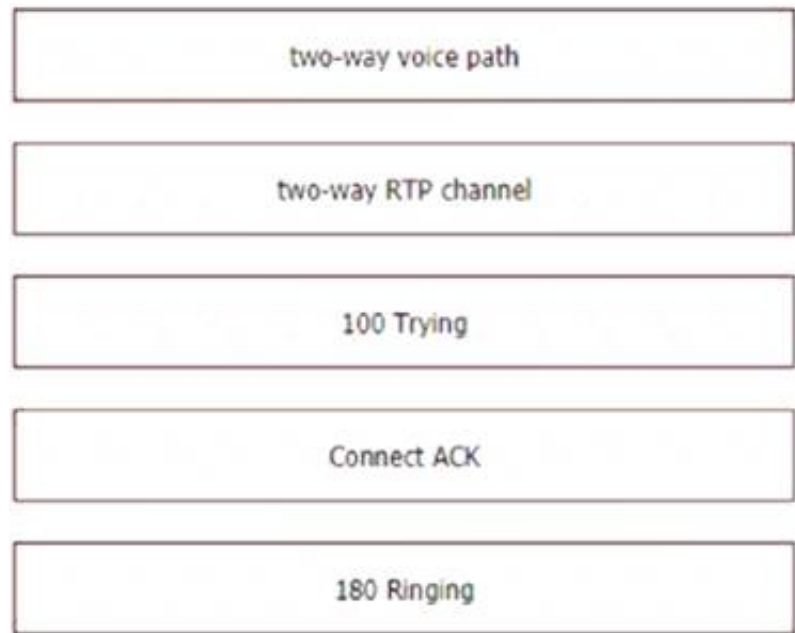 two-way voice path
two-way RTP channel
100 Trying
Connect ACK
180 Ringing